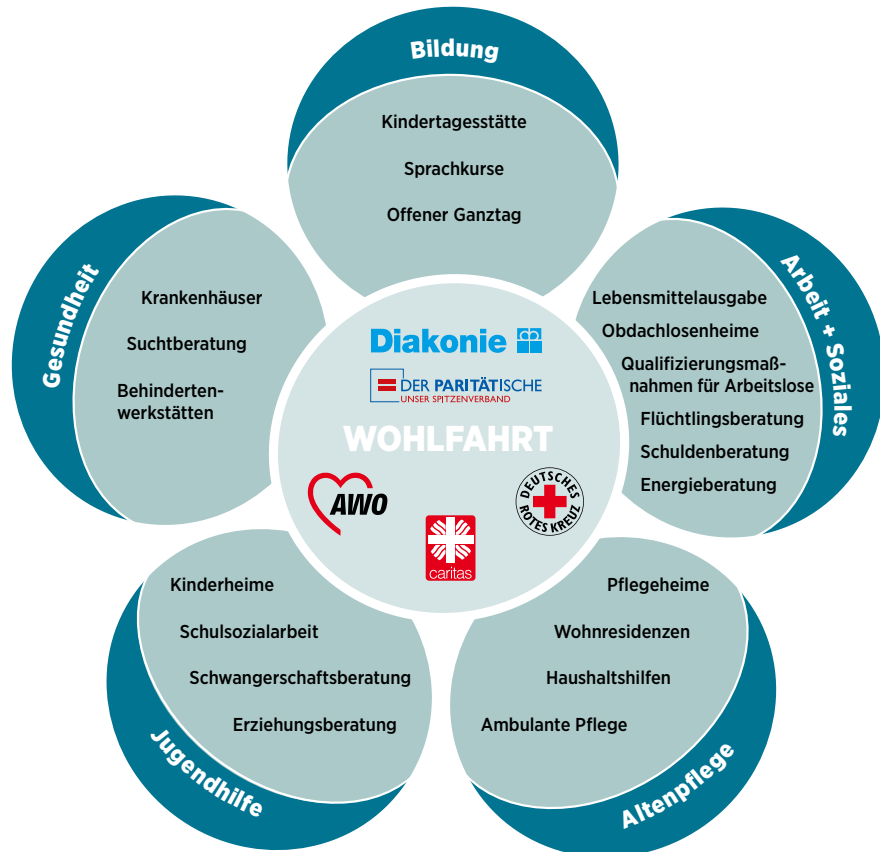 Bildung
Kindertagesstätte
Sprachkurse
Offener Ganztag
Arbeit + Soziales
Lebensmittelausgabe
Obdachlosenheime
Qualifizierungsmaß-
nahmen für Arbeitslose
Flüchtlingsberatung
Schuldenberatung
Energieberatung
Altenpflege
Pflegeheime
Wohnresidenzen
Haushaltshilfen
Ambulante Pflege
Jugendhilfe
Kinderheime
Schulsozialarbeit
Schwangerschaftsberatung
Erziehungsberatung
Gesundheit
Krankenhäuser
Suchtberatung
Behinderten-
werkstätten
Diakonie
DER PARITÄTISCHE
UNSER SPITZENVERBAND
WOHLFAHRT
AWO
DEUTSCHES
ROTES KREUZ
caritas